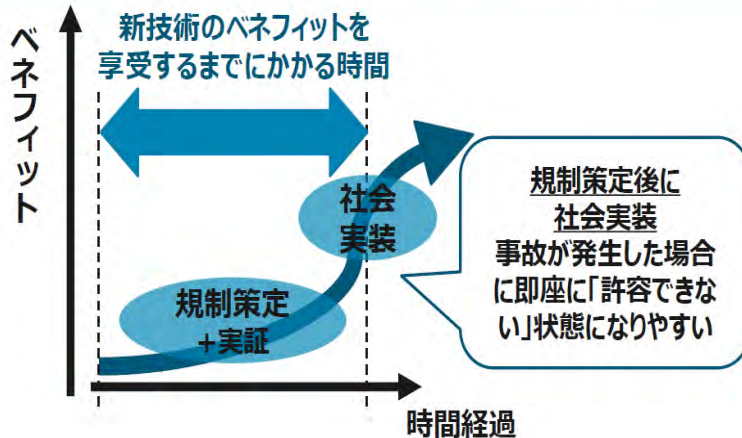 ベネフィット
新技術のベネフィットを
享受するまでにかかる時間
社会
実装
規制策定
+実証
規制策定後に
社会実装
事故が発生した場合
に即座に「許容できな
い」状態になりやすい
時間経過